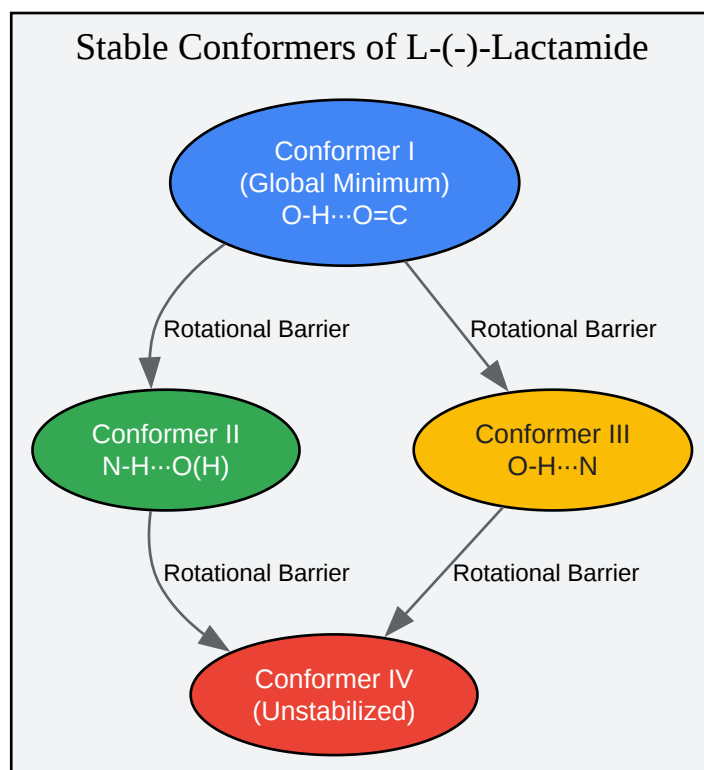 Stable Conformers of L-(-)-Lactamide
Conformer I
(Global Minimum)
O-H···O=C
Rotational Barrier
Rotational Barrier
Conformer II
N-H···O(H)
Conformer III
O-H···N
Rotational Barrier
Rotational Barrier
Conformer IV
(Unstabilized)